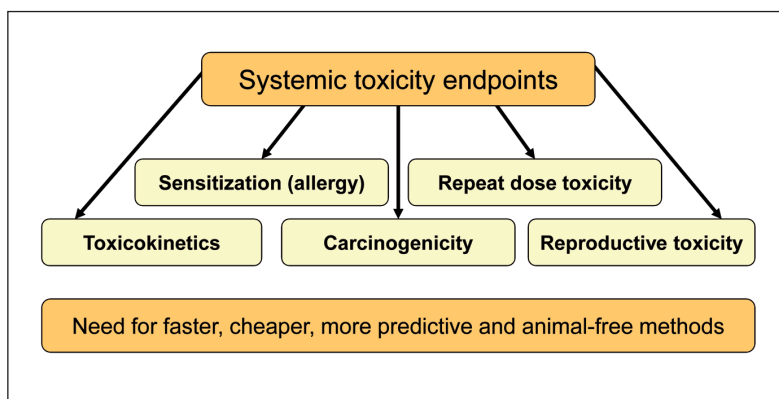 Systemic toxicity endpoints
Sensitization (allergy)
Repeat dose toxicity
Toxicokinetics
Carcinogenicity
Reproductive toxicity
Need for faster, cheaper, more predictive and animal-free methods